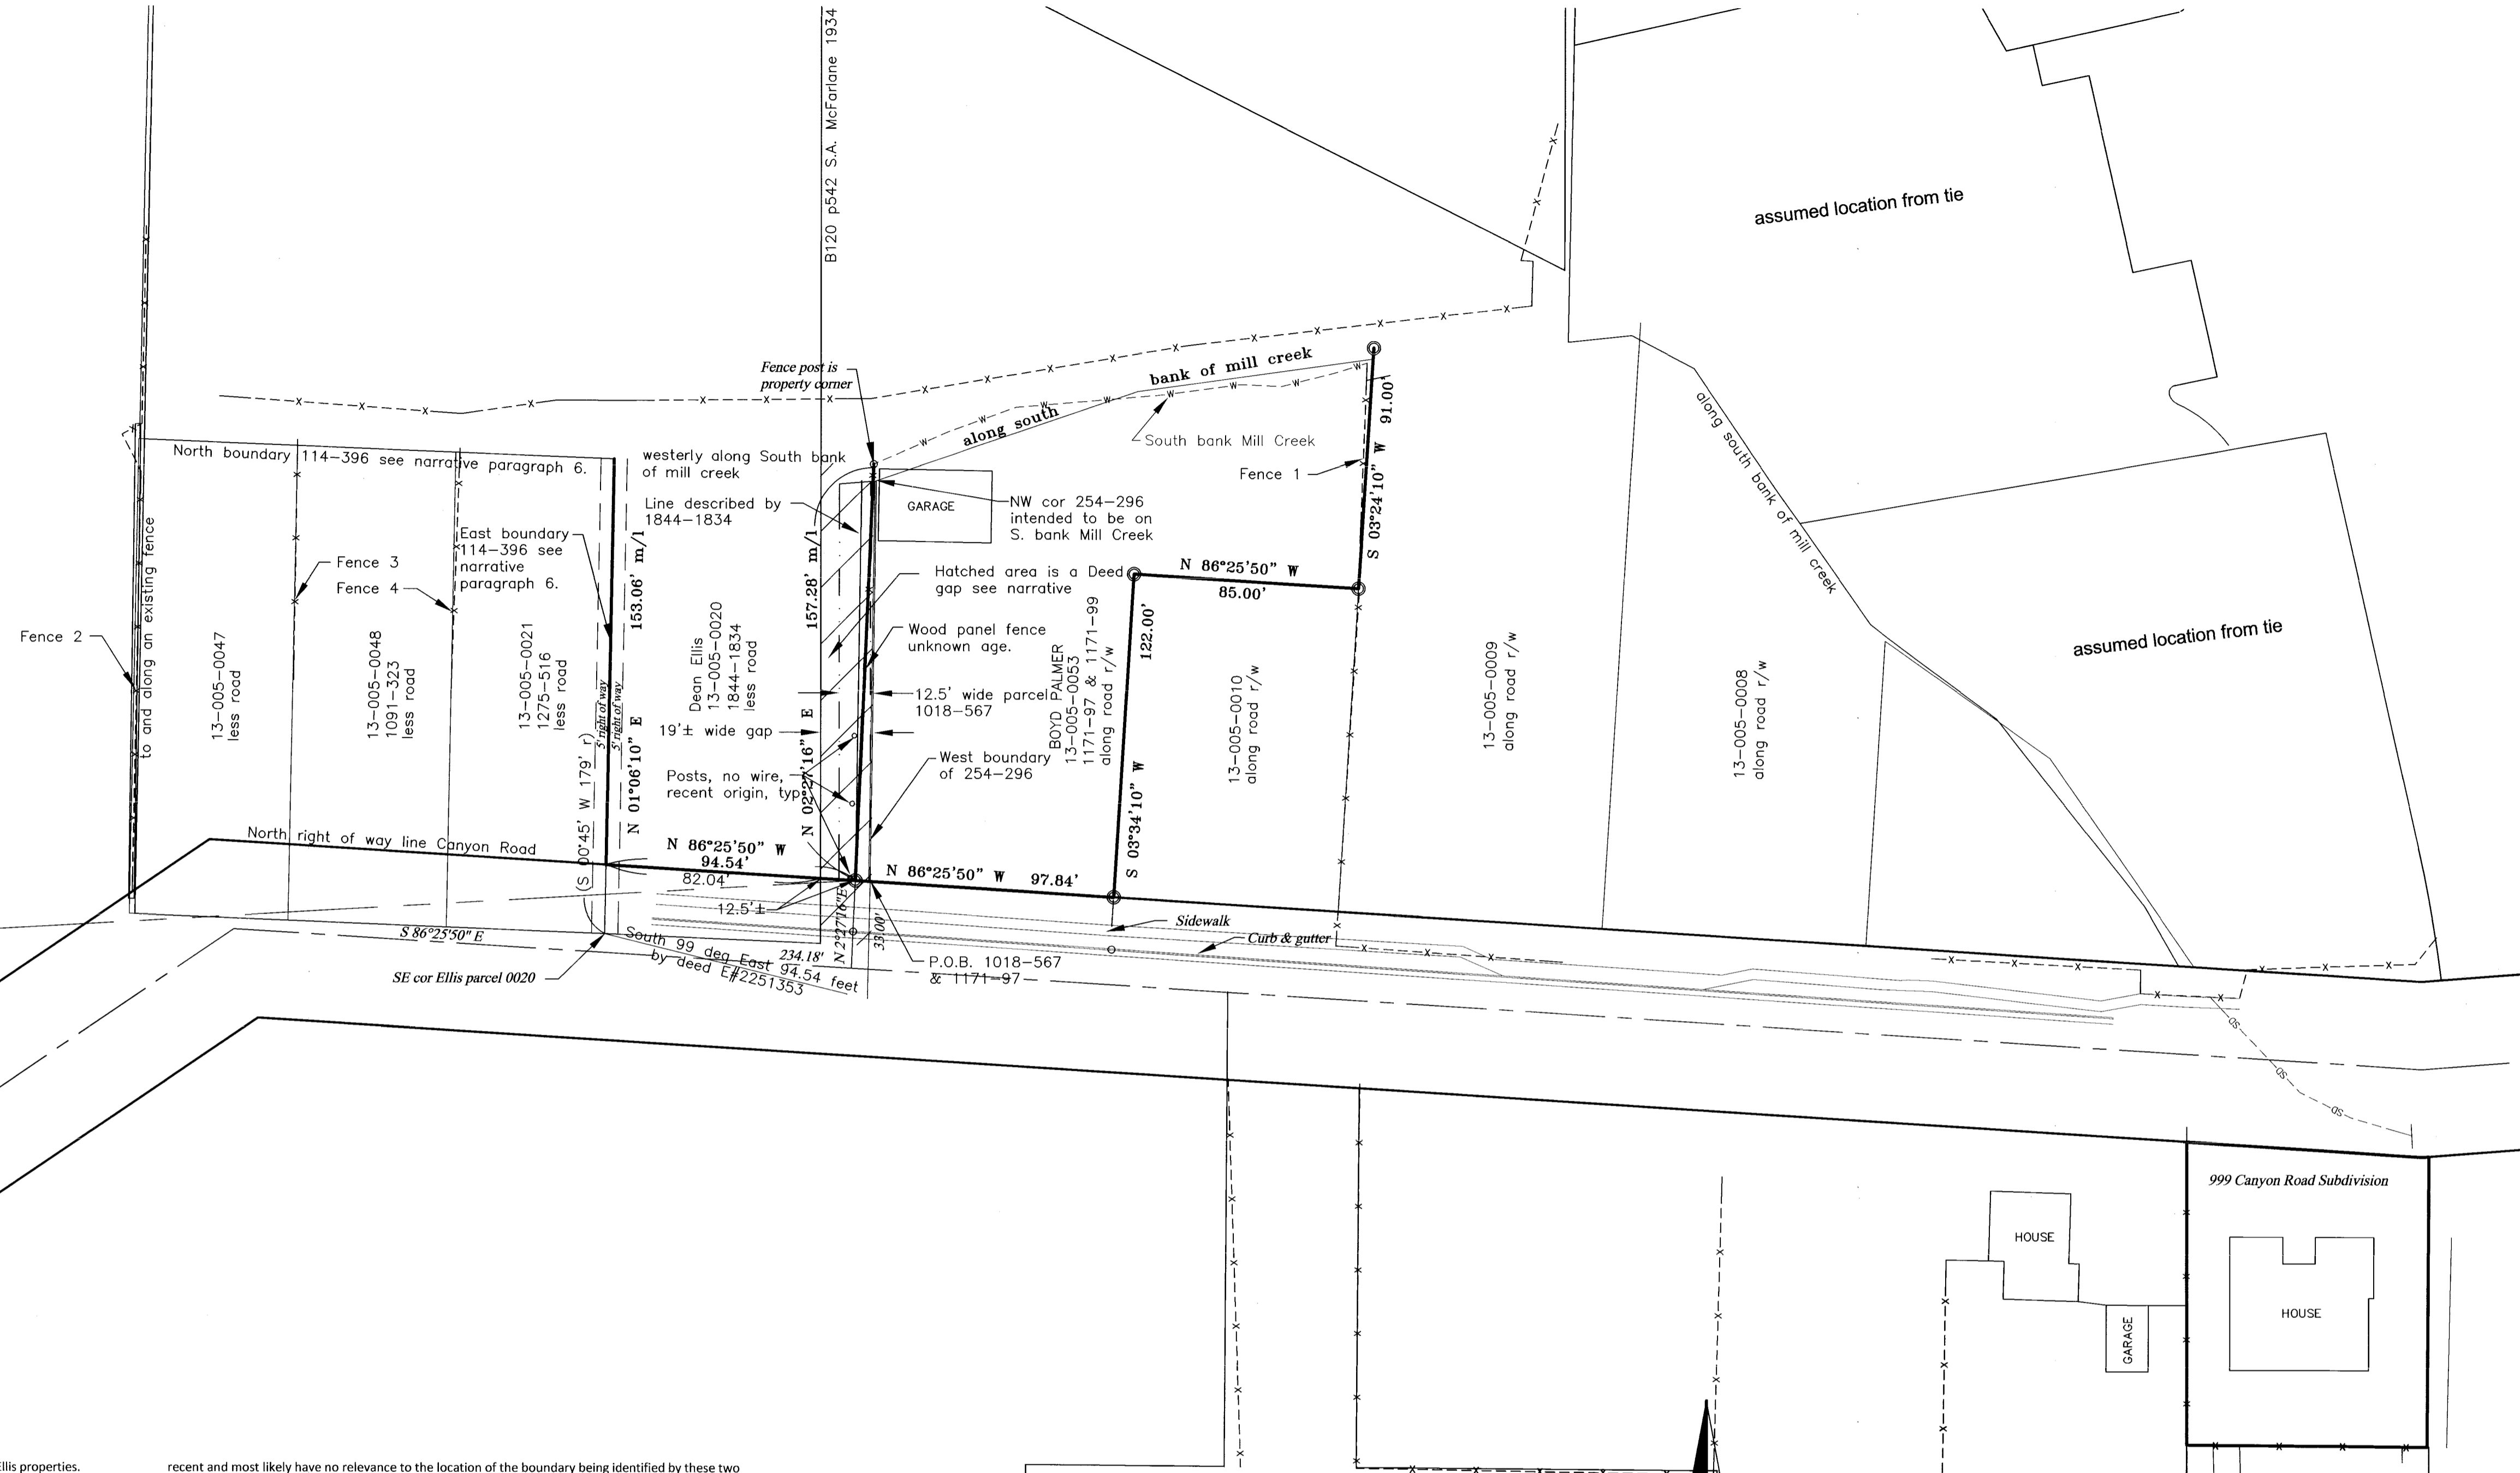 B120 p542 S.A. McFarlane 1934
assumed location from tie
Fence post is
property corner
bank of mill creek
along south
South bank Mill Creek
Fence 1
S 03°24'10" W 91.00'
along south bank of mill creek
North boundary 114-396 see narrative paragraph 6.
westerly along South bank
of mill creek
Line described by
1844-1834
GARAGE
NW cor 254-296
intended to be on
S. bank Mill Creek
East boundary
114-396 see
narrative
paragraph 6.
Fence 3
Fence 4
Fence 2
to and along an existing fence
13-005-0047
less road
13-005-0048
1091-323
less road
13-005-0021
1275-516
less road
5' right of way
5' right of way
(S 00°45' W 179' r)
N 01°06'10" E 153.06' m/l
Dean Ellis
13-005-0020
1844-1834
less road
N 02°27'16" E 157.28' m/l
Hatched area is a Deed
gap see narrative
Wood panel fence
unknown age.
12.5' wide parcel
1018-567
19'± wide gap
West boundary
of 254-296
Posts, no wire,
recent origin, typ.
BOYD PALMER
13-005-0053
1171-97 & 1171-99
along road r/w
N 86°25'50" W
85.00'
S 03°34'10" W 122.00'
13-005-0010
along road r/w
13-005-0009
along road r/w
13-005-0008
along road r/w
assumed location from tie
North right of way line Canyon Road
N 86°25'50" W
94.54'
82.04'
12.5'±
N 86°25'50" W 97.84'
N 2°27'16"E
33.00'
Sidewalk
Curb & gutter
S 86°25'50" E
234.18'
South 99 deg East 94.54 feet
by deed E#2251353
SE cor Ellis parcel 0020
P.O.B. 1018-567
& 1171-97
999 Canyon Road Subdivision
HOUSE
HOUSE
GARAGE
llis properties.
recent and most likely have no relevance to the location of the boundary being identified by these two